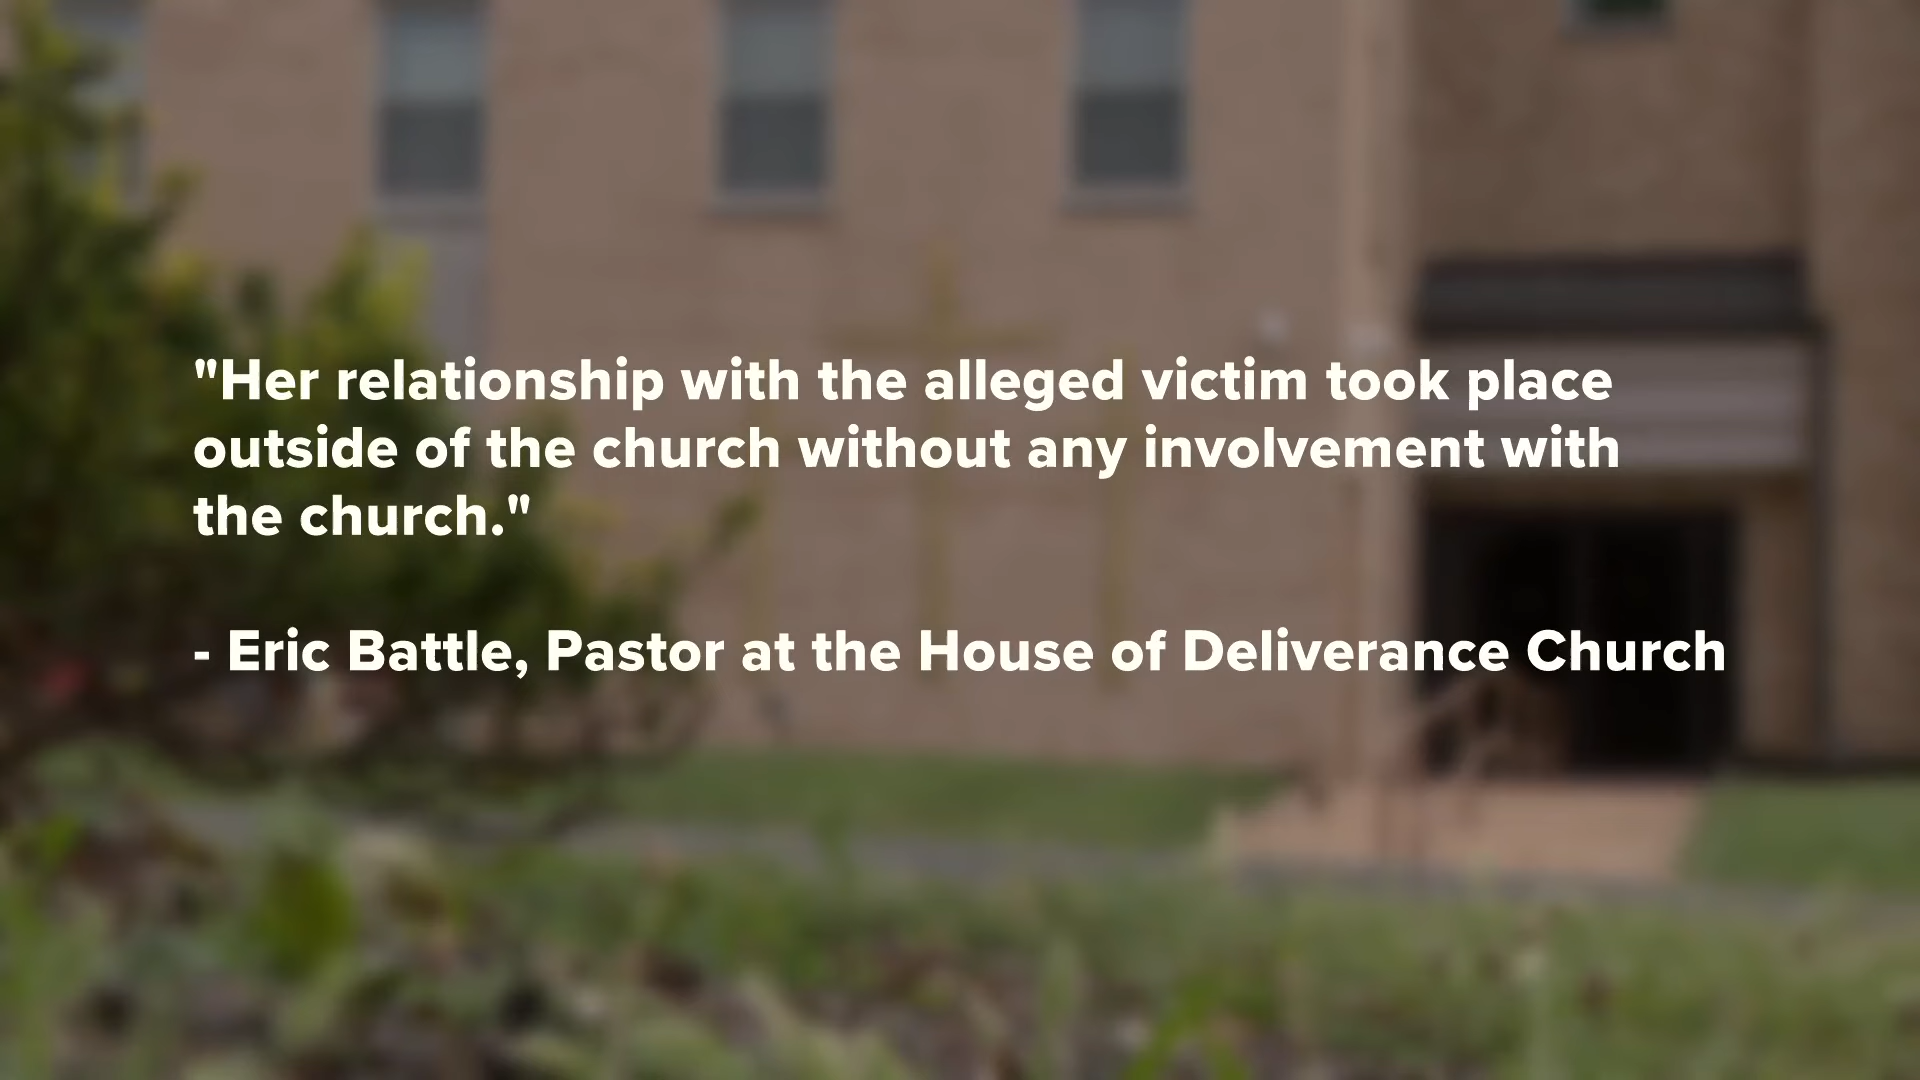 "Her relationship with the alleged victim took place
outside of the church without any involvement with
the church."
- Eric Battle, Pastor at the House of Deliverance Church